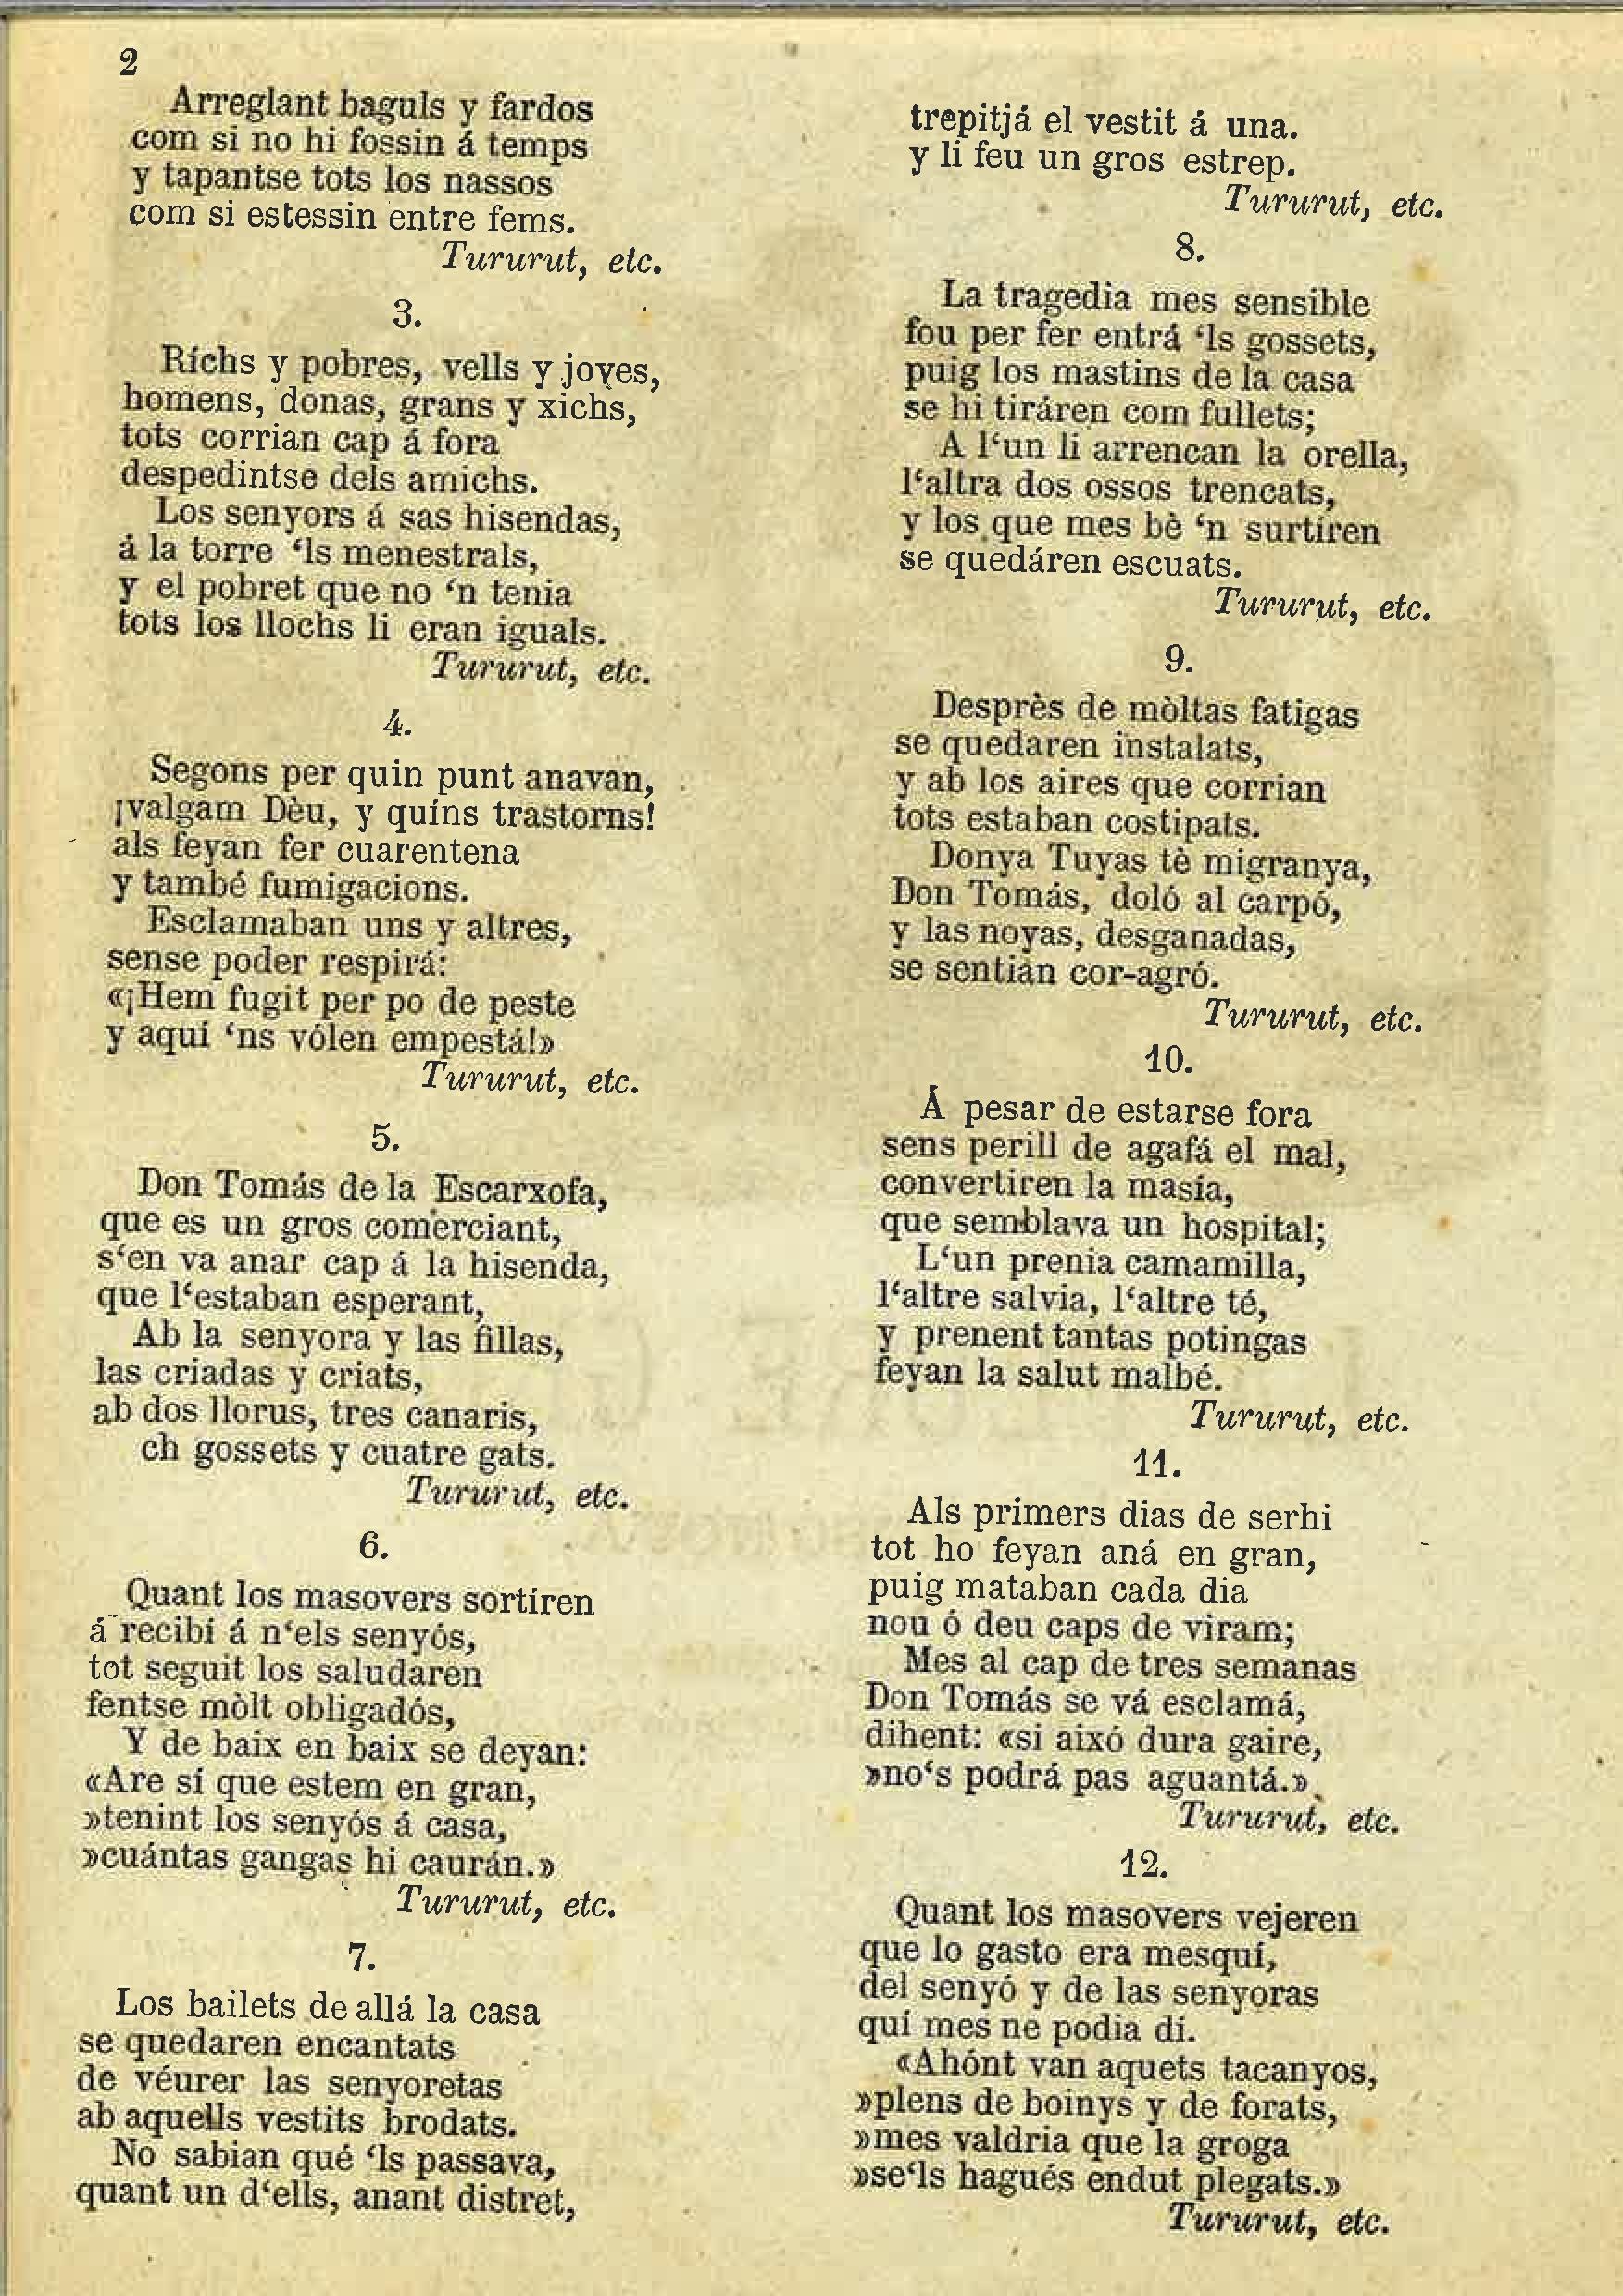 2
Arreglant baguls y fardos
com si no hi fossin á temps
y tapantse tots los nassos
com si estessin entre fems.
Tururut, etc.
3.
Ríchs y pobres, vells y joves,
homens, donas, grans y xichs,
tots corrian cap á fora
despedintse dels amichs.
Los senyors á sas hisendas,
á la torre ‘ls menestrals,
y el pobret que no ‘n tenia
tots los llochs li eran iguals.
Tururut, etc.
4.
Segons per quin punt anavan,
¡valgam Dèu, y quíns trastorns!
als feyan fer cuarentena
y també fumigacions.
Esclamaban uns y altres,
sense poder respirá:
«¡Hem fugit per po de peste
y aquí ‘ns vólen empestá!»
Tururut, etc.
5.
Don Tomás de la Escarxofa,
que es un gros comerciant,
s‘en va anar cap á la hisenda,
que l‘estaban esperant,
Ab la senyora y las fillas,
las criadas y criats,
ab dos llorus, tres canaris,
ch gossets y cuatre gats.
Tururut, etc.
6.
Quant los masovers sortíren
á recibí á n‘els senyós,
tot seguit los saludaren
fentse mòlt obligadós,
Y de baix en baix se deyan:
«Are sí que estem en gran,
»tenint los senyós á casa,
»cuántas gangas hi caurán.»
Tururut, etc.
7.
Los bailets de allá la casa
se quedaren encantats
de véurer las senyoretas
ab aquells vestits brodats.
No sabian qué ‘ls passava,
quant un d‘ells, anant distret,
trepitjá el vestit á una.
y li feu un gros estrep.
Tururut, etc.
8.
La tragedia mes sensible
fou per fer entrá ‘ls gossets,
puig los mastins de la casa
se hi tiráren com fullets;
A l‘un li arrencan la orella,
l‘altra dos ossos trencats,
y los que mes bè ‘n surtíren
se quedáren escuats.
Tururut, etc.
9.
Desprès de mòltas fatigas
se quedaren instalats,
y ab los aires que corrian
tots estaban costipats.
Donya Tuyas tè migranya,
Don Tomás, doló al carpó,
y las noyas, desganadas,
se sentian cor-agró.
Tururut, etc.
10.
Á pesar de estarse fora
sens perill de agafá el mal,
convertiren la masía,
que semblava un hospital;
L‘un prenia camamilla,
l‘altre salvia, l‘altre té,
y prenent tantas potingas
feyan la salut malbé.
Tururut, etc.
11.
Als primers dias de serhi
tot ho feyan aná en gran,
puig mataban cada dia
nou ó deu caps de viram;
Mes al cap de tres semanas
Don Tomás se vá esclamá,
dihent: «si aixó dura gaire,
»no‘s podrá pas aguantá.»
Tururut, etc.
12.
Quant los masovers vejeren
que lo gasto era mesquí,
del senyó y de las senyoras
quí mes ne podia dí.
«Ahónt van aquets tacanyos,
»plens de boinys y de forats,
»mes valdria que la groga
»se‘ls hagués endut plegats.»
Tururut, etc.